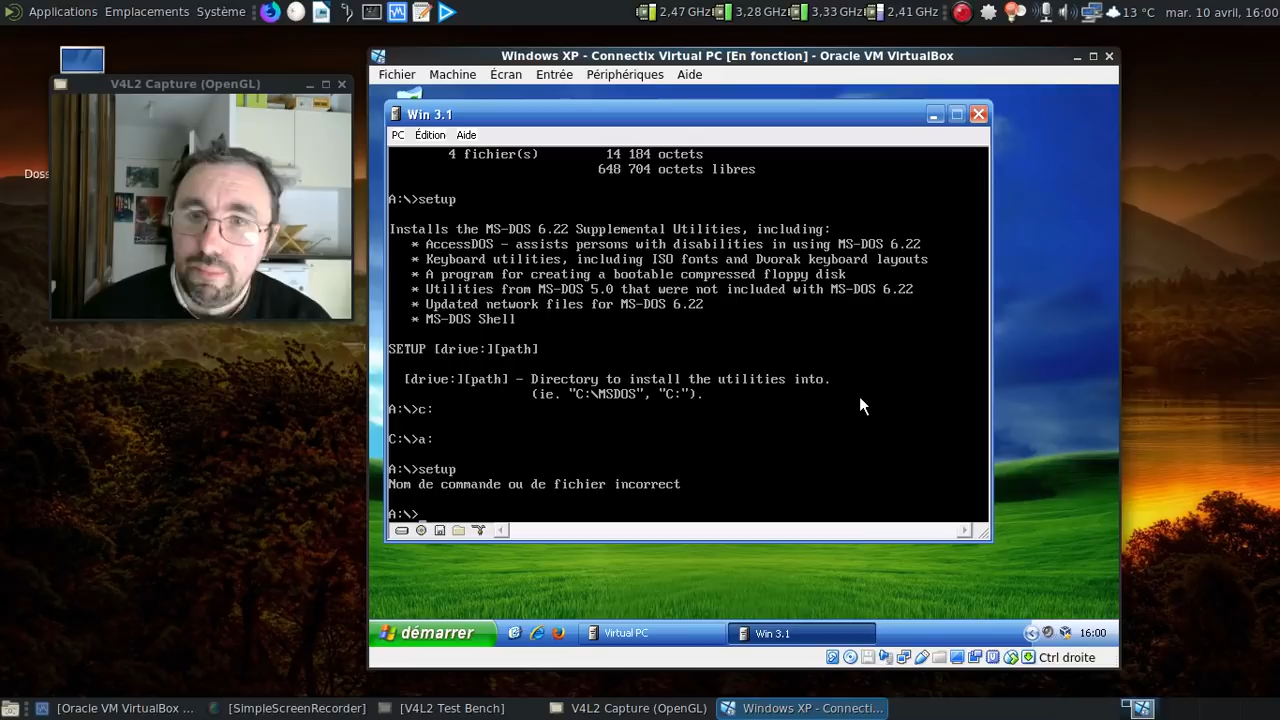 Applications Emplacements Système
2,47 GHz 3,28 GHz 3,33 GHz 2,41 GHz
13 °C mar. 10 avril, 16:00
V4L2 Capture (OpenGL)
Doss
Windows XP - Connectix Virtual PC [En fonction] - Oracle VM VirtualBox
Fichier Machine Écran Entrée Périphériques Aide
Win 3.1
PC Édition Aide
4 fichier(s) 14 184 octets
648 704 octets libres
A:\>setup
Installs the MS-DOS 6.22 Supplemental Utilities, including:
* AccessDOS - assists persons with disabilities in using MS-DOS 6.22
* Keyboard utilities, including ISO fonts and Dvorak keyboard layouts
* A program for creating a bootable compressed floppy disk
* Utilities from MS-DOS 5.0 that were not included with MS-DOS 6.22
* Updated network files for MS-DOS 6.22
* MS-DOS Shell
SETUP [drive:][path]
[drive:][path] - Directory to install the utilities into.
(ie. "C:\MSDOS", "C:").
A:\>c:
C:\>a:
A:\>setup
Nom de commande ou de fichier incorrect
A:\>_
démarrer Virtual PC Win 3.1 16:00
Ctrl droite
[Oracle VM VirtualBox ... [SimpleScreenRecorder] [V4L2 Test Bench] V4L2 Capture (OpenGL) Windows XP - Connecti...